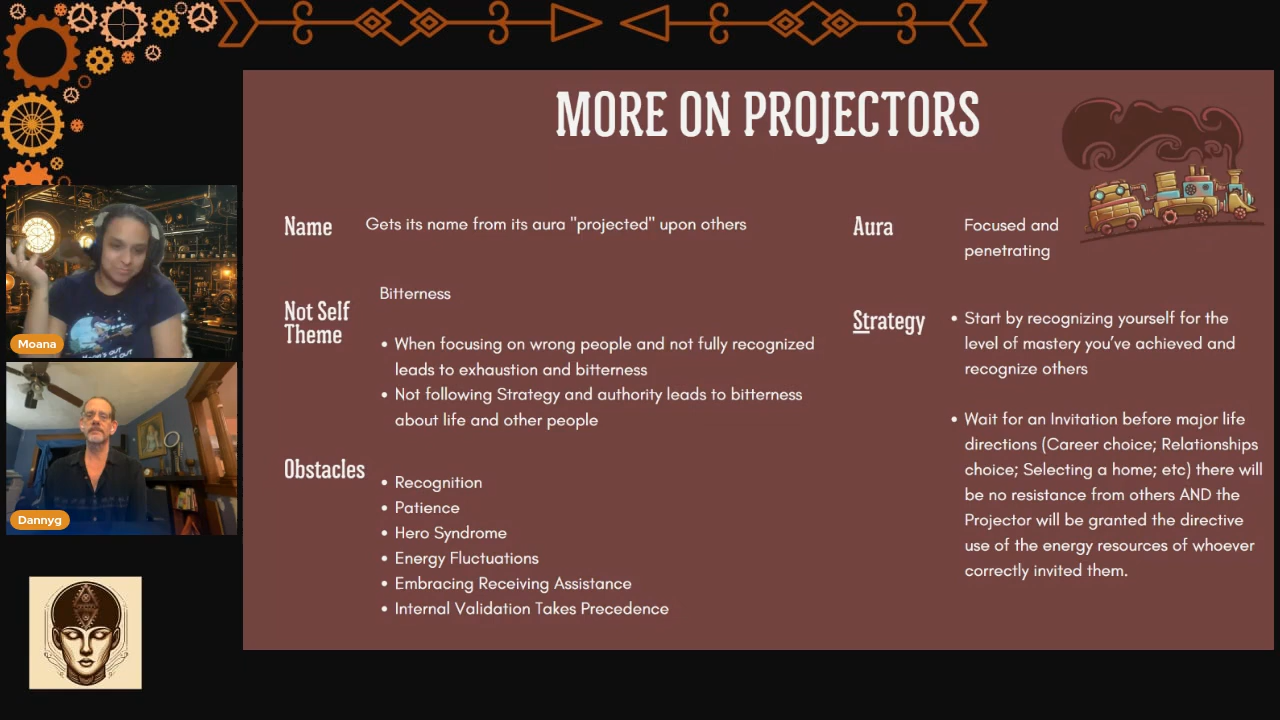 MORE ON PROJECTORS
Name
Gets its name from its aura "projected" upon others
Not Self
Theme
Bitterness
• When focusing on wrong people and not fully recognized
leads to exhaustion and bitterness
• Not following Strategy and authority leads to bitterness
about life and other people
Obstacles
• Recognition
• Patience
• Hero Syndrome
• Energy Fluctuations
• Embracing Receiving Assistance
• Internal Validation Takes Precedence
Aura
Focused and
penetrating
Strategy
• Start by recognizing yourself for the
level of mastery you've achieved and
recognize others
• Wait for an Invitation before major life
directions (Career choice; Relationships
choice; Selecting a home; etc) there will
be no resistance from others AND the
Projector will be granted the directive
use of the energy resources of whoever
correctly invited them.
Moana
Dannyg